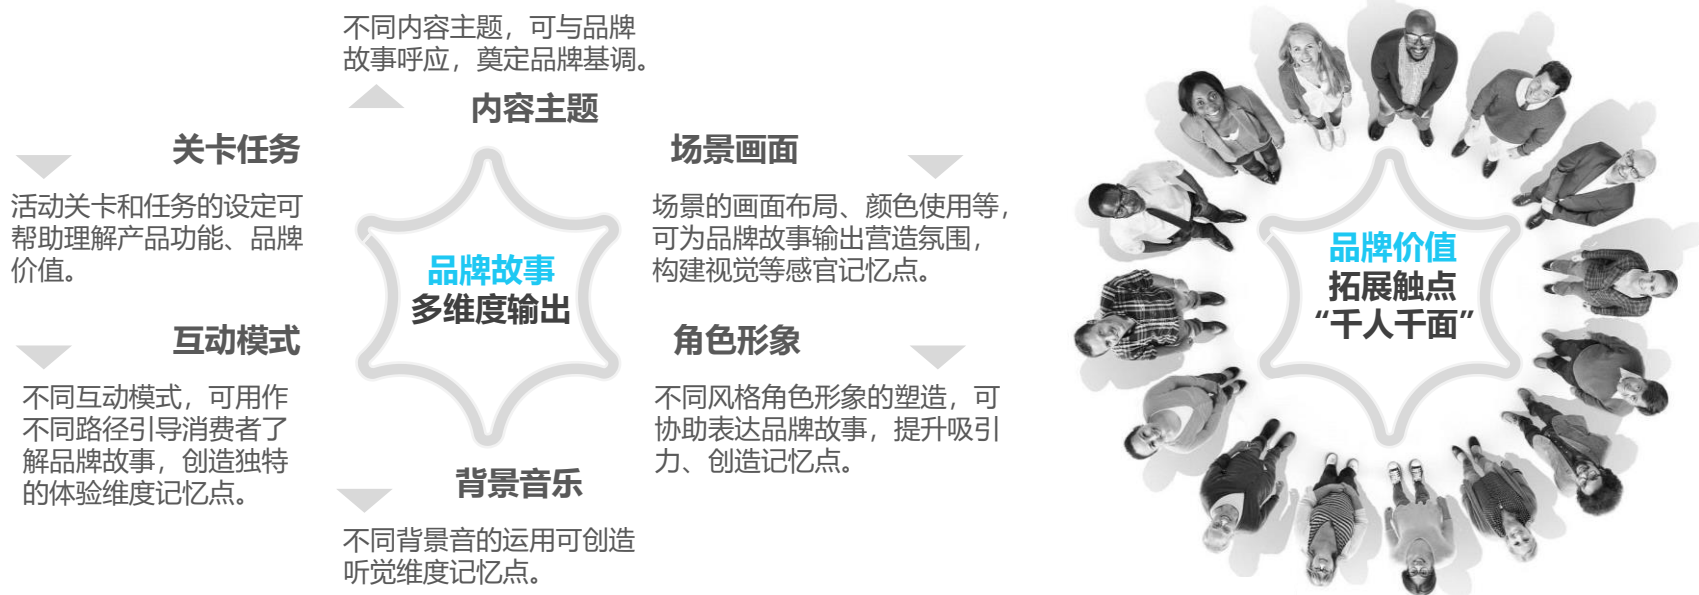 不同内容主题，可与品牌
故事呼应，奠定品牌基调。
内容主题
关卡任务
活动关卡和任务的设定可
帮助理解产品功能、品牌
价值。
场景画面
场景的画面布局、颜色使用等，
可为品牌故事输出营造氛围，
构建视觉等感官记忆点。
品牌故事
多维度输出
互动模式
不同互动模式，可用作
不同路径引导消费者了
解品牌故事，创造独特
的体验维度记忆点。
角色形象
不同风格角色形象的塑造，可
协助表达品牌故事，提升吸引
力、创造记忆点。
背景音乐
不同背景音的运用可创造
听觉维度记忆点。
品牌价值
拓展触点
“千人千面”